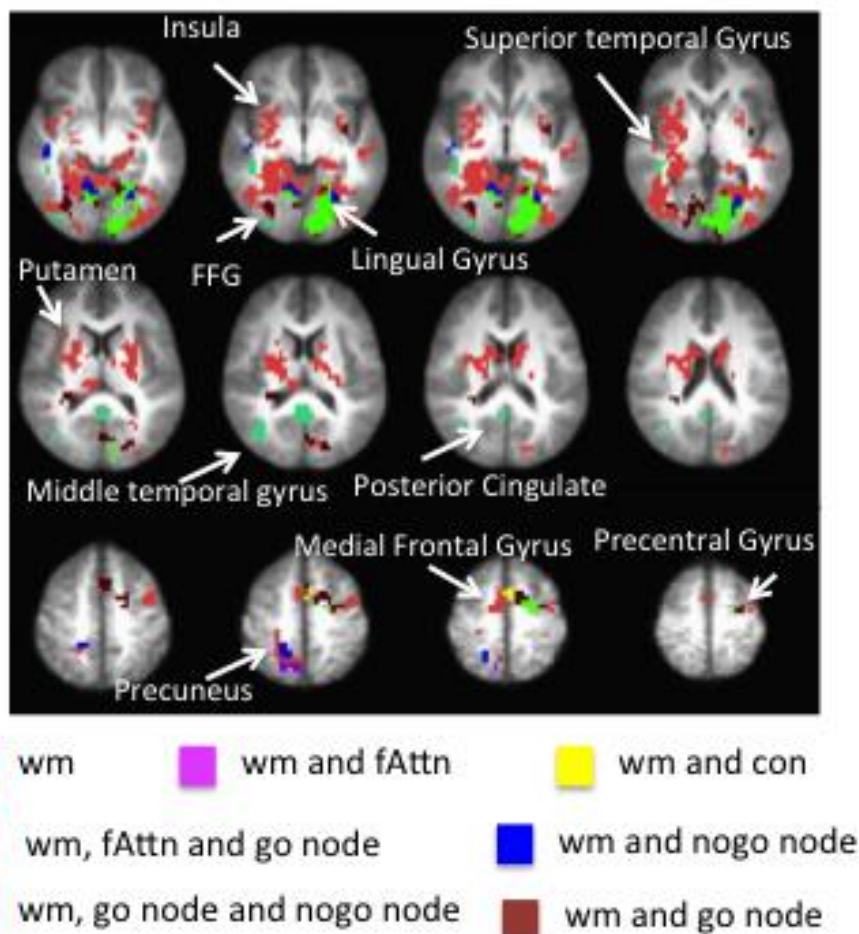 Insula
Superior temporal Gyrus
Putamen
FFG
Lingual Gyrus
Middle temporal gyrus
Posterior Cingulate
Medial Frontal Gyrus
Precentral Gyrus
Precuneus
wm
wm and fAttn
wm and con
wm, fAttn and go node
wm and nogo node
wm, go node and nogo node
wm and go node